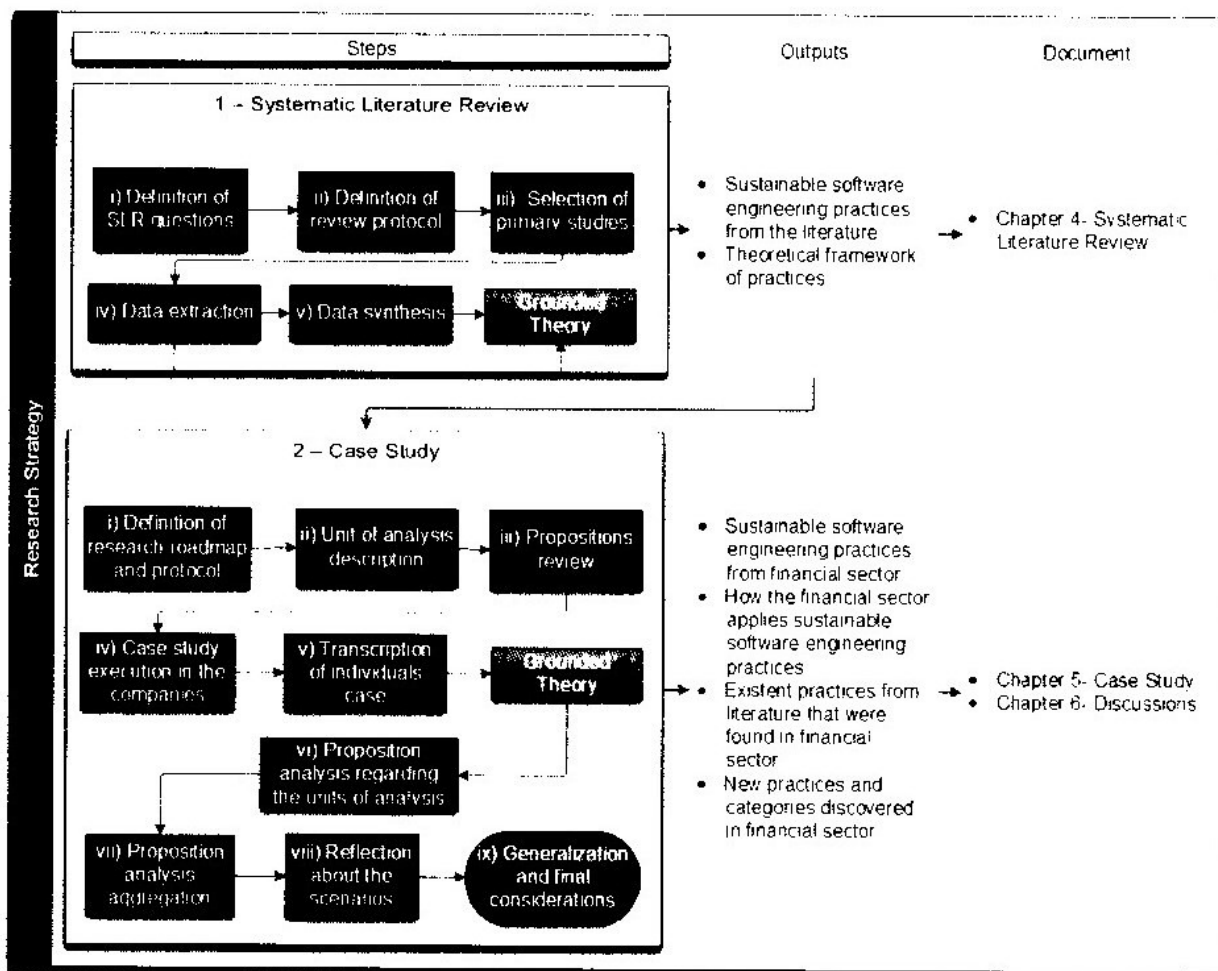 Research Strategy
Steps
Outputs
Document
1 - Systematic Literature Review
i) Definition of
SLR questions
ii) Definition of
review protocol
iii) Selection of
primary studies
iv) Data extraction
v) Data synthesis
Grounded
Theory
• Sustainable software
engineering practices
from the literature
• Theoretical framework
of practices
• Chapter 4- Systematic
Literature Review
2 – Case Study
i) Definition of
research roadmap
and protocol
ii) Unit of analysis
description
iii) Propositions
review
iv) Case study
execution in the
companies
v) Transcription
of individuals
case
Grounded
Theory
vi) Proposition
analysis regarding
the units of analysis
vii) Proposition
analysis
aggregation
viii) Reflection
about the
scenarios
ix) Generalization
and final
considerations
• Sustainable software
engineering practices
from financial sector
• How the financial sector
applies sustainable
software engineering
practices
• Existent practices from
literature that were
found in financial
sector
• New practices and
categories discovered
in financial sector
• Chapter 5- Case Study
• Chapter 6- Discussions